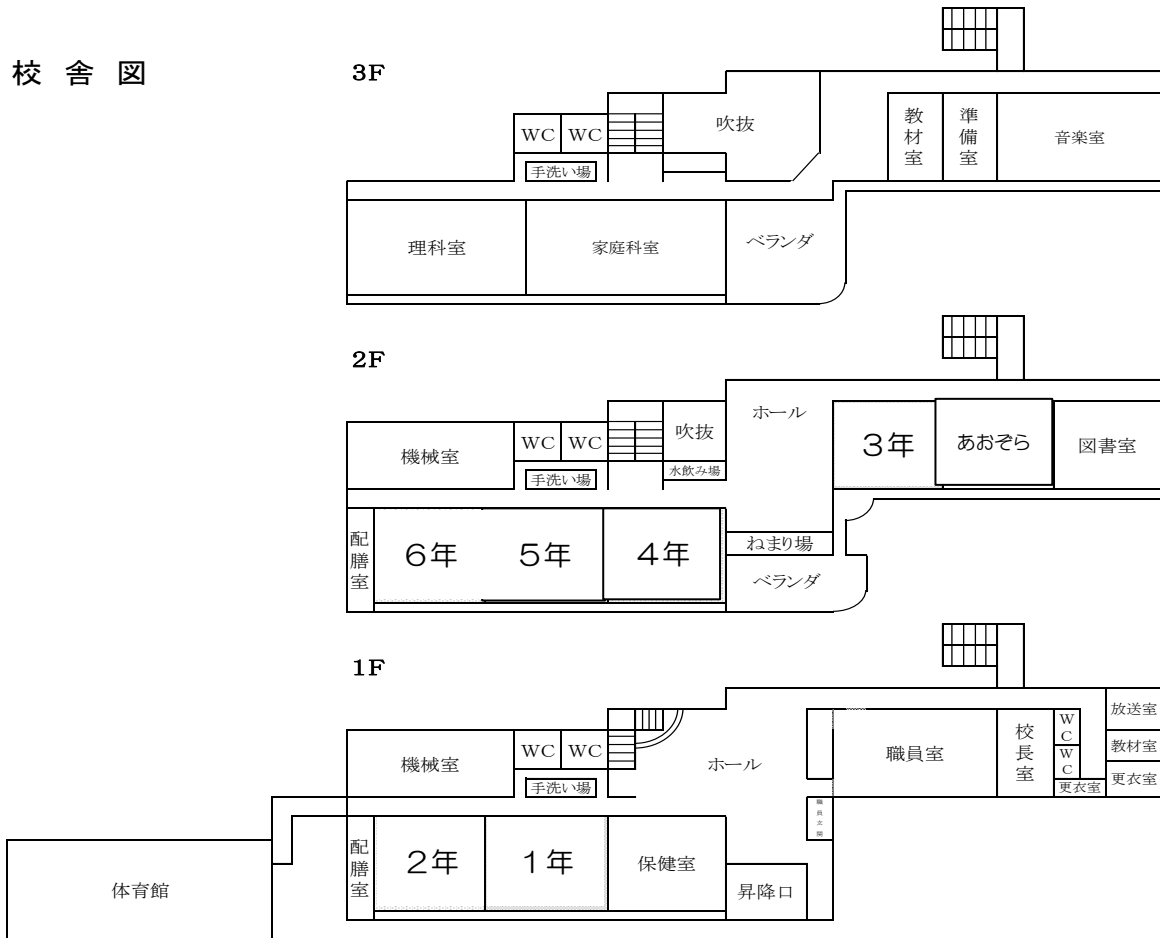 校 舎 図
3F
WC
WC
手洗い場
吹抜
教材室
準備室
音楽室
理科室
家庭科室
ベランダ
2F
機械室
WC
WC
手洗い場
吹抜
水飲み場
ホール
3年
あおぞら
図書室
配膳室
6年
5年
4年
ねまり場
ベランダ
1F
機械室
WC
WC
手洗い場
ホール
職員室
校長室
WC
WC
更衣室
放送室
教材室
更衣室
職員玄関
体育館
配膳室
2年
1年
保健室
昇降口